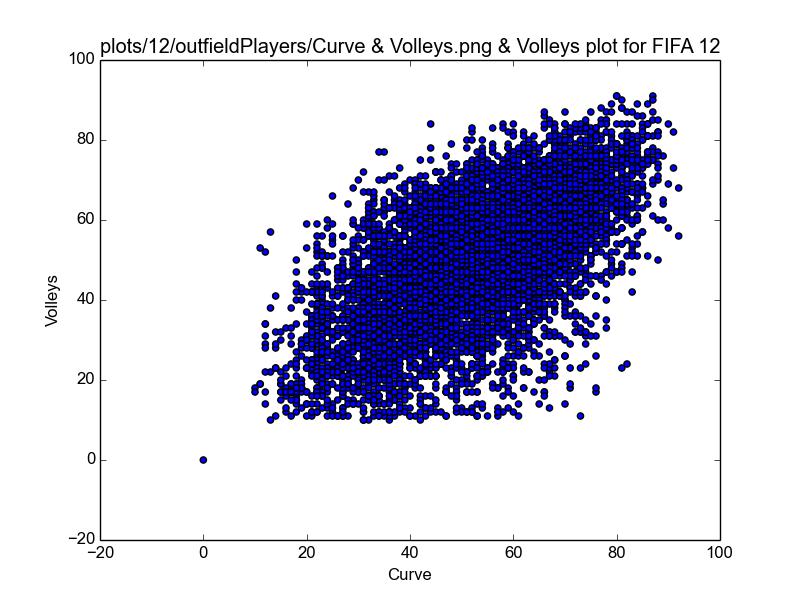 plots/12/outfieldPlayers/Curve & Volleys.png & Volleys plot for FIFA 12
100
80
60
40
20
0
−20
Volleys
−20 0 20 40 60 80 100
Curve